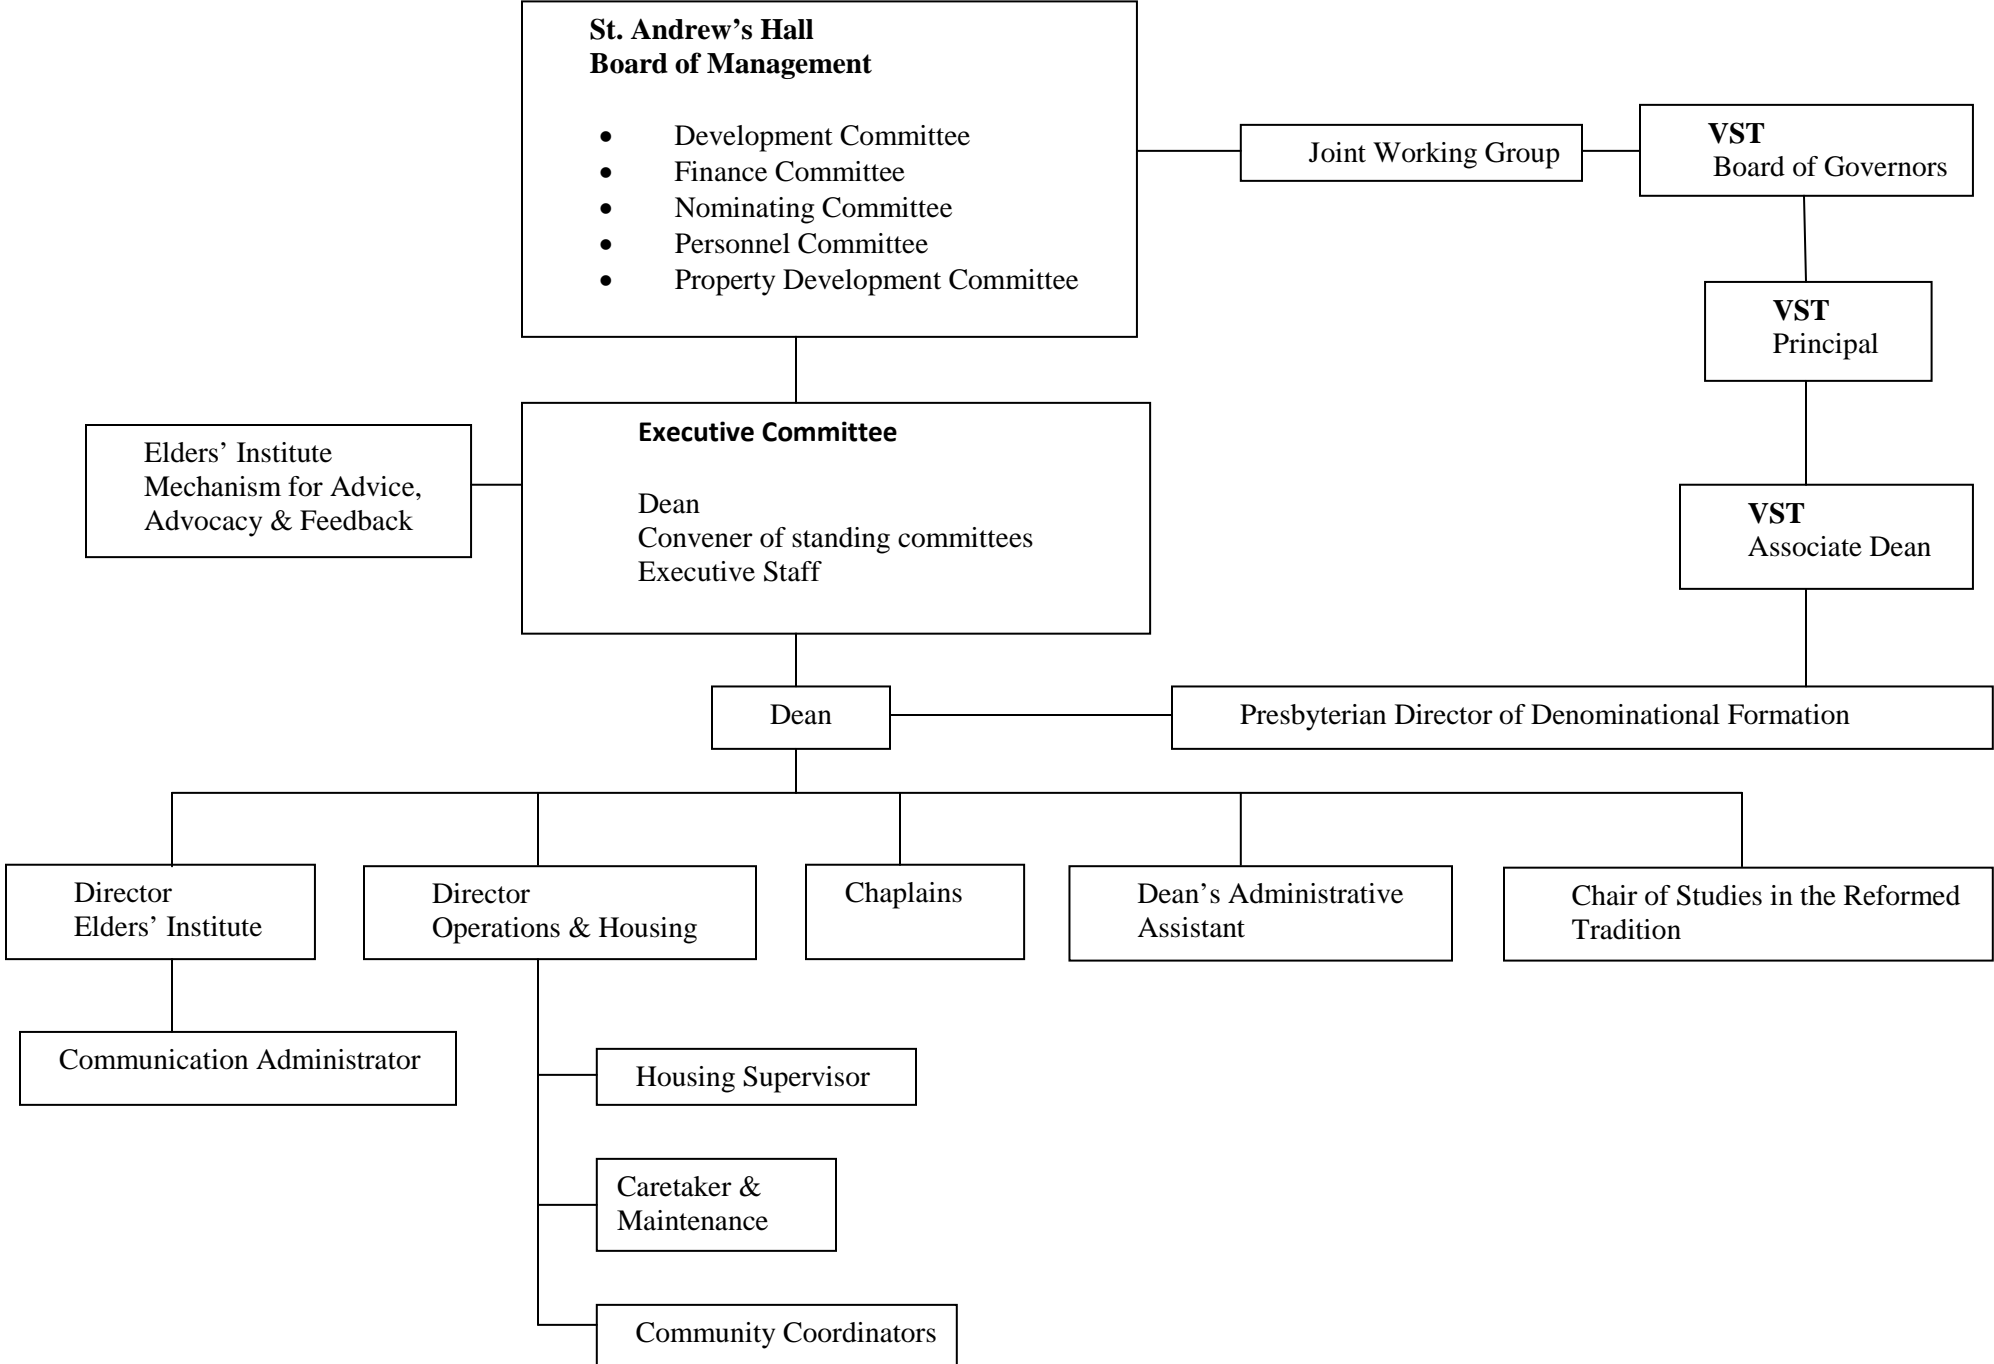 St. Andrew’s Hall
Board of Management
• Development Committee
• Finance Committee
• Nominating Committee
• Personnel Committee
• Property Development Committee
Joint Working Group
VST
Board of Governors
VST
Principal
Executive Committee
Dean
Convener of standing committees
Executive Staff
Elders’ Institute
Mechanism for Advice,
Advocacy & Feedback
VST
Associate Dean
Dean
Presbyterian Director of Denominational Formation
Director
Elders’ Institute
Director
Operations & Housing
Chaplains
Dean’s Administrative
Assistant
Chair of Studies in the Reformed
Tradition
Communication Administrator
Housing Supervisor
Caretaker &
Maintenance
Community Coordinators